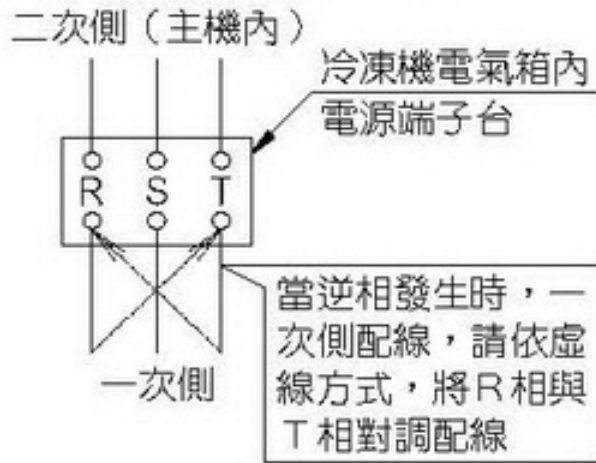 二次側（主機內）
冷凍機電氣箱內
電源端子台
R S T
當逆相發生時，一
次側配線，請依虛
線方式，將R相與
T相對調配線
一次側